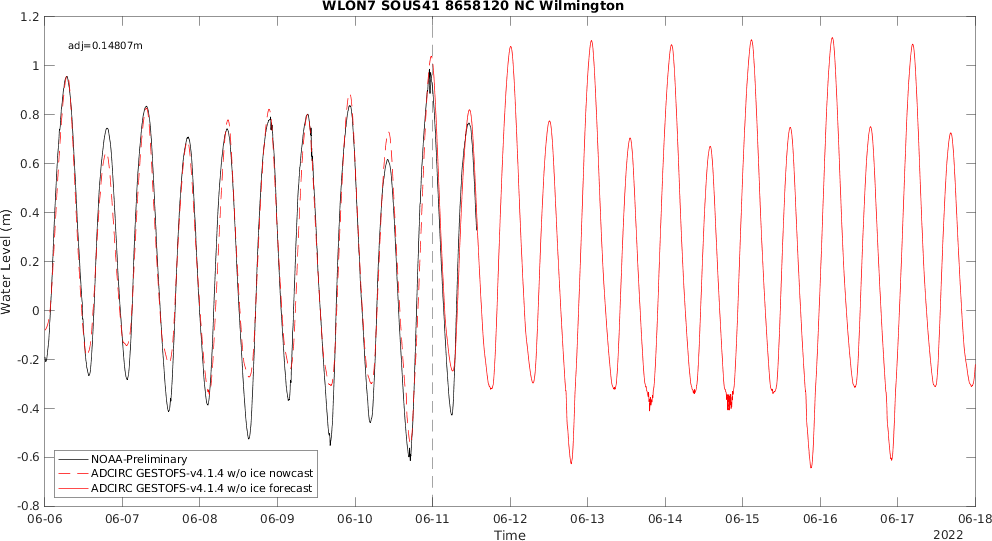 WLON7 SOUS41 8658120 NC Wilmington
adj=0.14807m
1.2
1
0.8
0.6
0.4
0.2
0
-0.2
-0.4
-0.6
-0.8
Water Level (m)
NOAA-Preliminary
ADCIRC GESTOFS-v4.1.4 w/o ice nowcast
ADCIRC GESTOFS-v4.1.4 w/o ice forecast
06-06 06-07 06-08 06-09 06-10 06-11 06-12 06-13 06-14 06-15 06-16 06-17 06-18
Time
2022